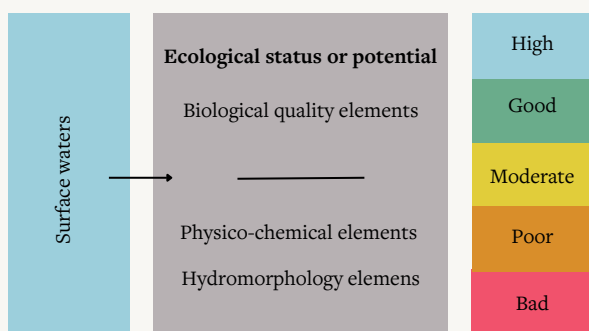 Surface waters
Ecological status or potential
Biological quality elements
Physico-chemical elements
Hydromorphology elemens
High
Good
Moderate
Poor
Bad